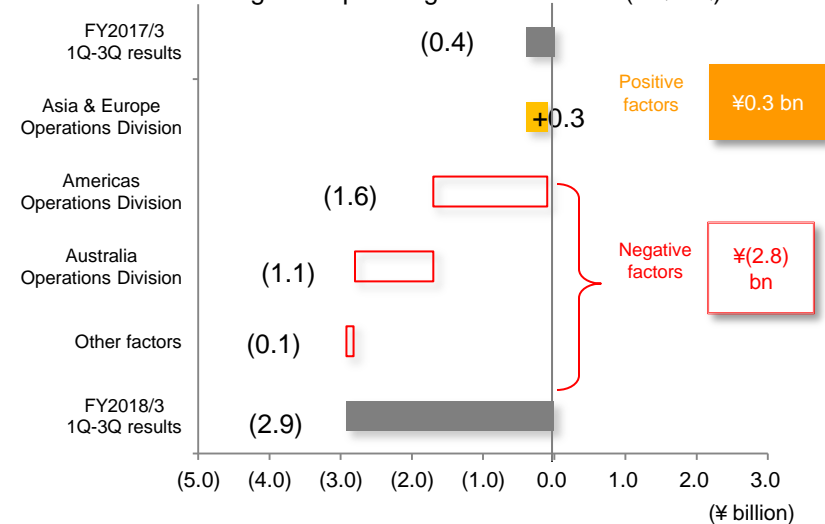 FY2017/3
1Q-3Q results
(0.4)
Asia & Europe
Operations Division
+0.3
Positive
factors
¥0.3 bn
Americas
Operations Division
(1.6)
Australia
Operations Division
(1.1)
Negative
factors
¥(2.8)
bn
Other factors
(0.1)
FY2018/3
1Q-3Q results
(2.9)
(5.0) (4.0) (3.0) (2.0) (1.0) 0.0 1.0 2.0 3.0
(¥ billion)